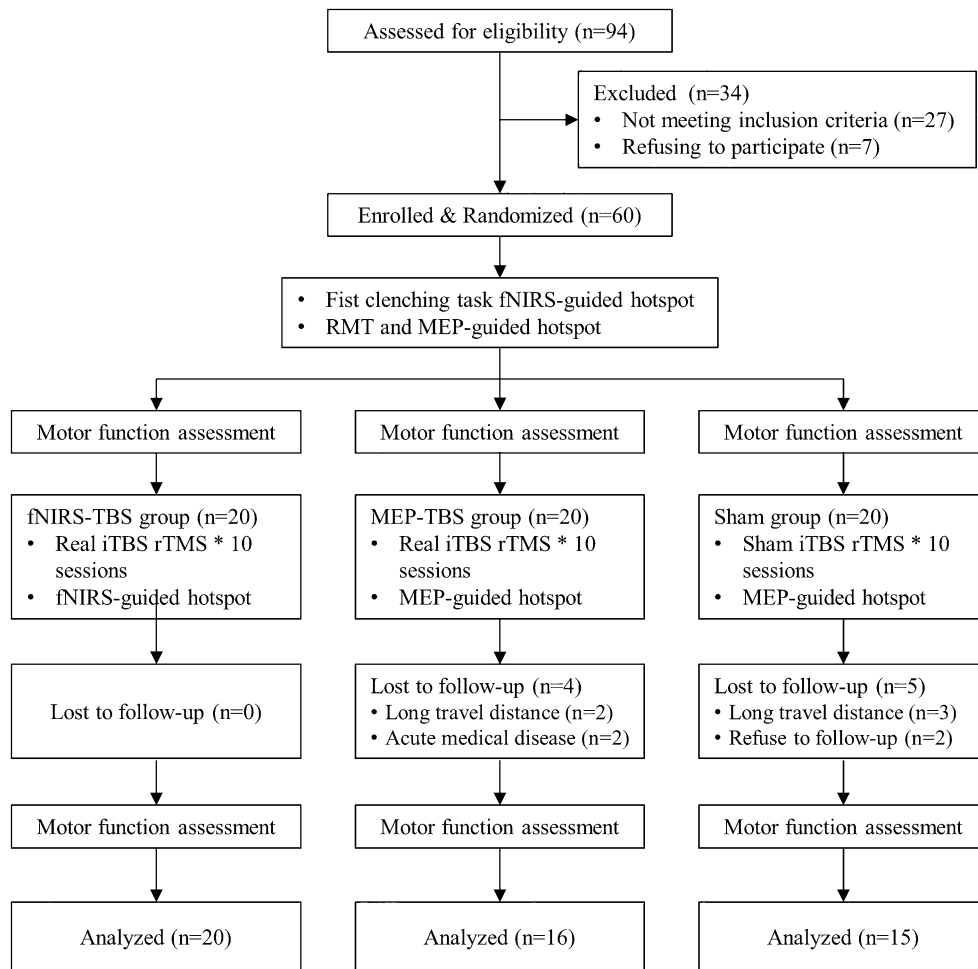 Assessed for eligibility (n=94)
Excluded (n=34)
• Not meeting inclusion criteria (n=27)
• Refusing to participate (n=7)
Enrolled & Randomized (n=60)
• Fist clenching task fNIRS-guided hotspot
• RMT and MEP-guided hotspot
Motor function assessment
Motor function assessment
Motor function assessment
fNIRS-TBS group (n=20)
• Real iTBS rTMS * 10
sessions
• fNIRS-guided hotspot
MEP-TBS group (n=20)
• Real iTBS rTMS * 10
sessions
• MEP-guided hotspot
Sham group (n=20)
• Sham iTBS rTMS * 10
sessions
• MEP-guided hotspot
Lost to follow-up (n=0)
Lost to follow-up (n=4)
• Long travel distance (n=2)
• Acute medical disease (n=2)
Lost to follow-up (n=5)
• Long travel distance (n=3)
• Refuse to follow-up (n=2)
Motor function assessment
Motor function assessment
Motor function assessment
Analyzed (n=20)
Analyzed (n=16)
Analyzed (n=15)